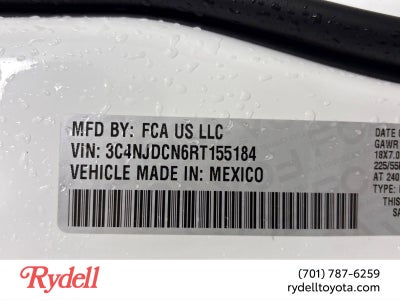 MFD BY: FCA US LLC
VIN: 3C4NJDCN6RT155184
VEHICLE MADE IN: MEXICO
DATE
GAWR
18X7.0
225/55
AT 240
TYPE:
THIS
SA
Rydell
(701) 787-6259
rydelltoyota.com